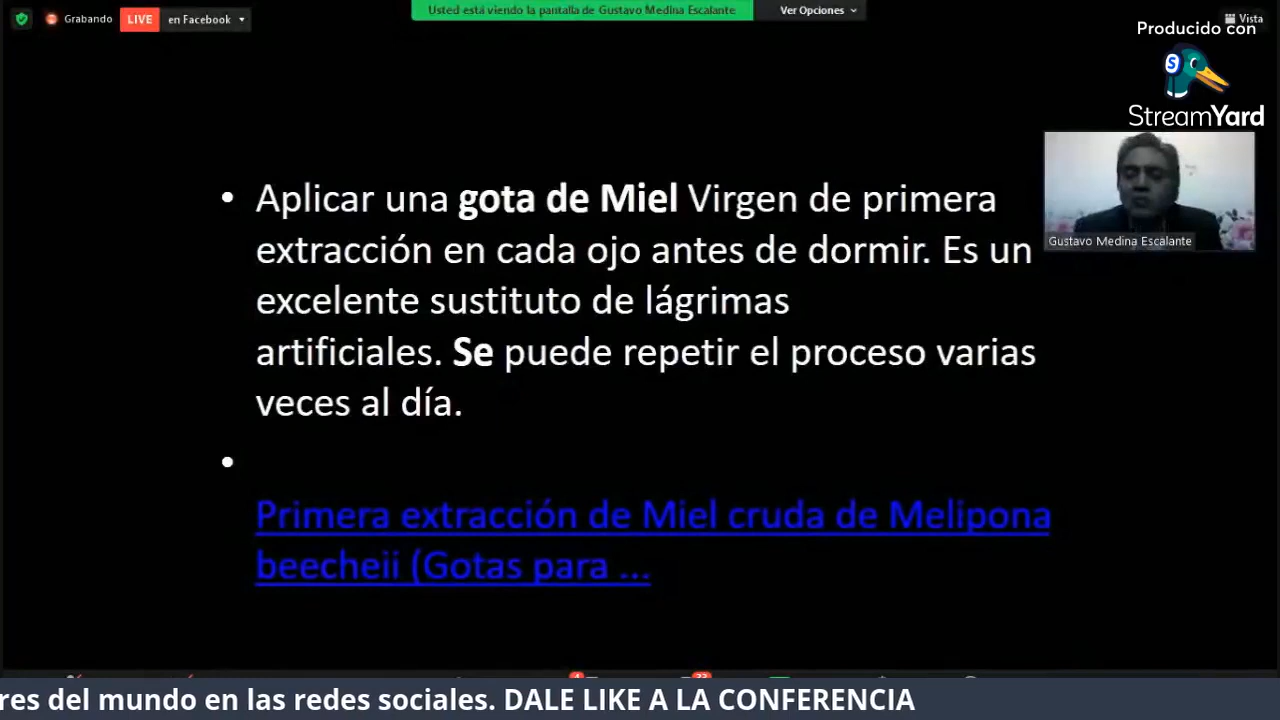 Grabando
LIVE
en Facebook
Usted está viendo la pantalla de Gustavo Medina Escalante
Ver Opciones
Vista
Producido con
S
StreamYard
Gustavo Medina Escalante
• Aplicar una gota de Miel Virgen de primera
extracción en cada ojo antes de dormir. Es un
excelente sustituto de lágrimas
artificiales. Se puede repetir el proceso varias
veces al día.
•
Primera extracción de Miel cruda de Melipona
beecheii (Gotas para ...
res del mundo en las redes sociales. DALE LIKE A LA CONFERENCIA